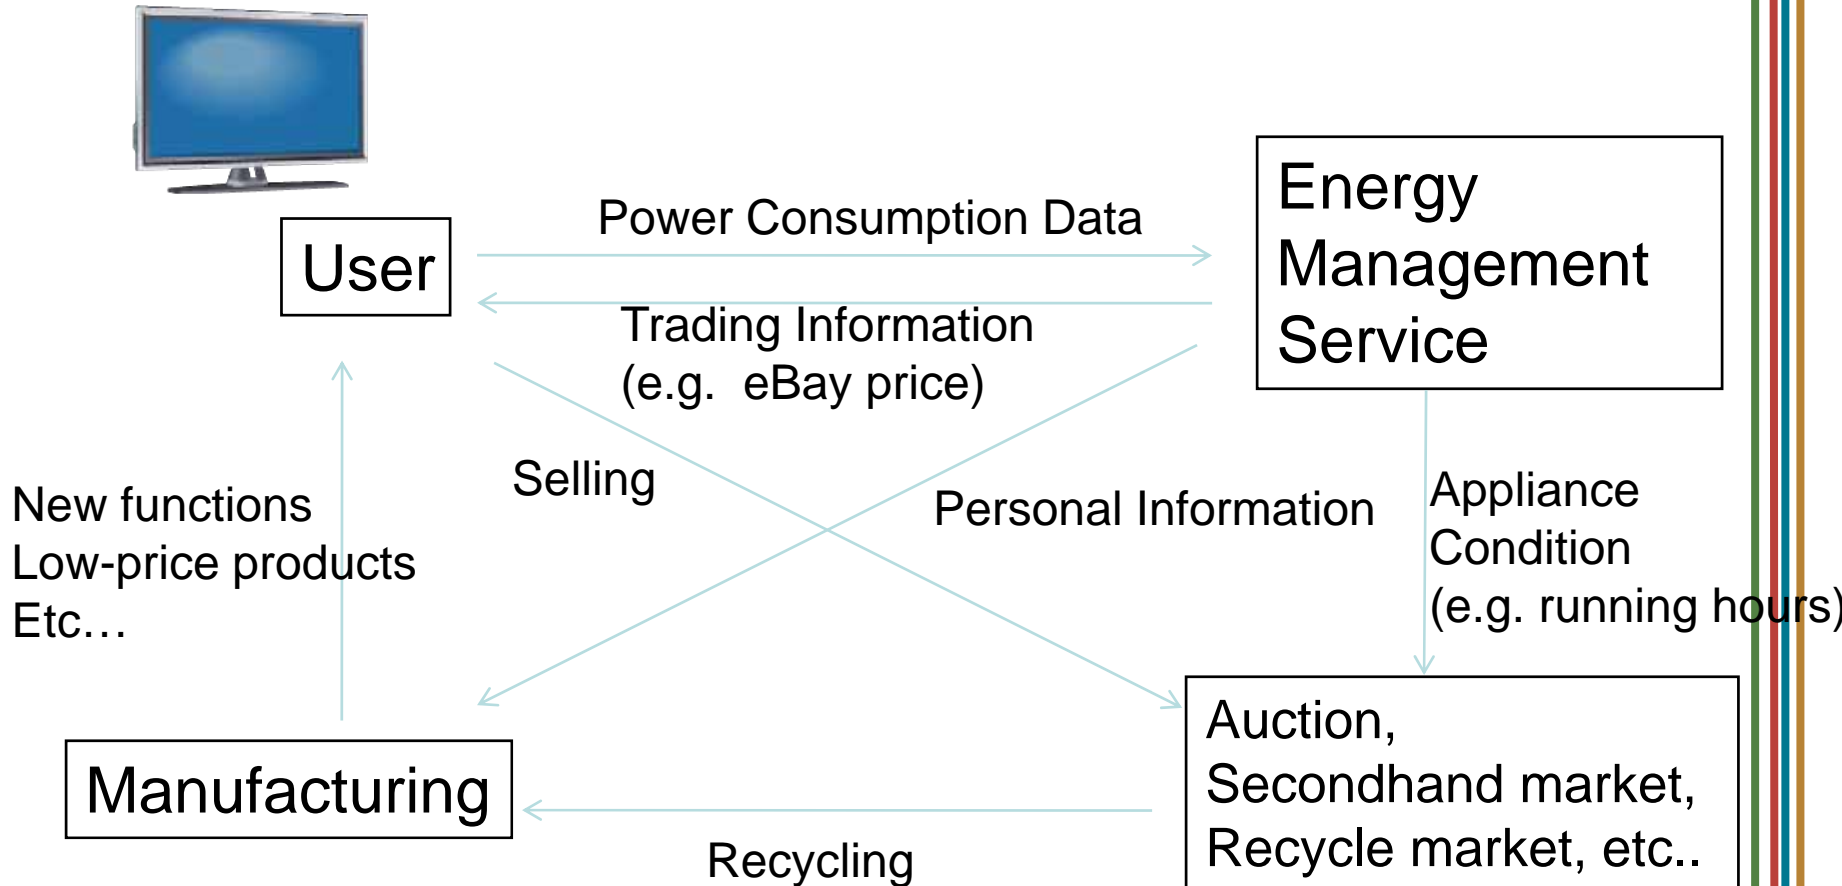 Power Consumption Data
User
Energy
Management
Service
Trading Information
(e.g.  eBay price)
Selling
Personal Information
New functions
Low-price products
Etc…
Appliance
Condition
(e.g. running hours)
Manufacturing
Recycling
Auction,
Secondhand market,
Recycle market, etc..